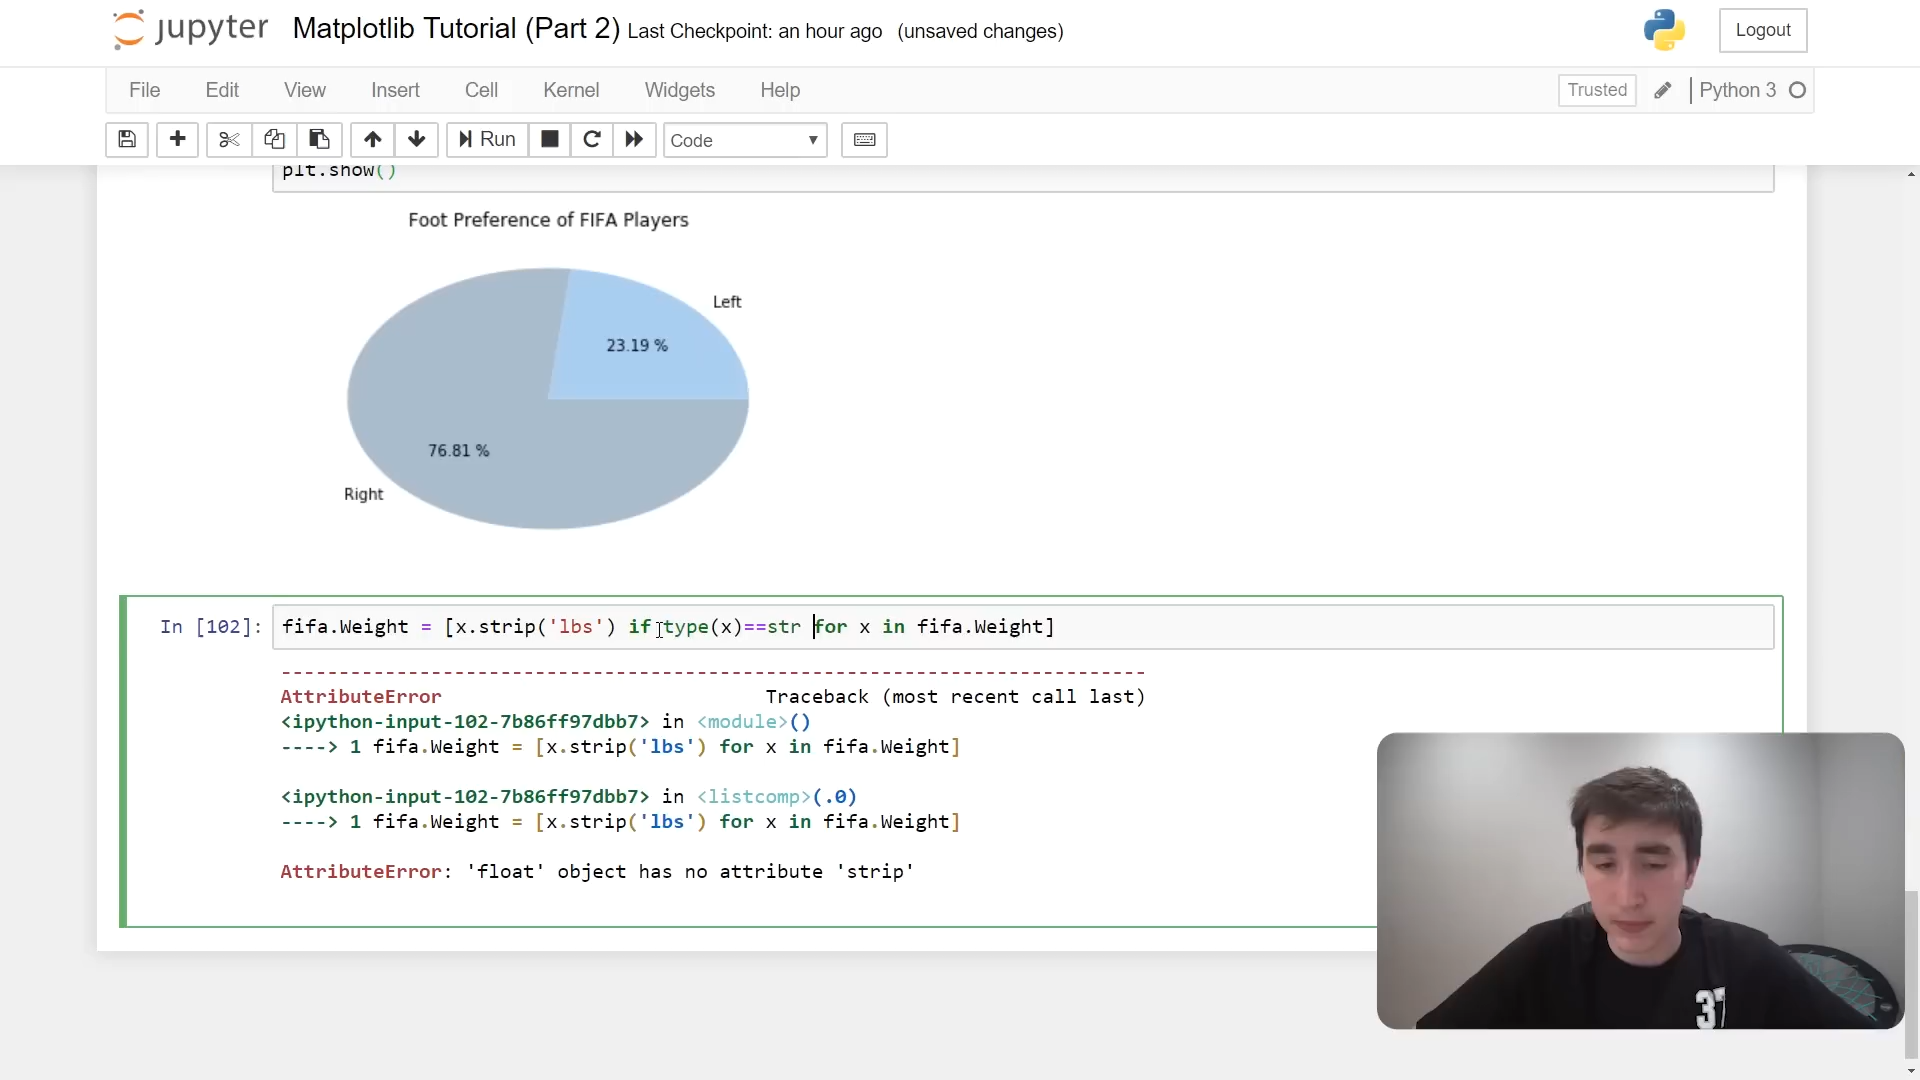 jupyter Matplotlib Tutorial (Part 2) Last Checkpoint: an hour ago (unsaved changes) Logout
File Edit View Insert Cell Kernel Widgets Help Trusted Python 3
Run Code
plt.show()
Foot Preference of FIFA Players
Left
23.19 %
76.81 %
Right
In [102]: fifa.Weight = [x.strip('lbs') if type(x)==str for x in fifa.Weight]
---------------------------------------------------------------------------
AttributeError Traceback (most recent call last)
<ipython-input-102-7b86ff97dbb7> in <module>()
----> 1 fifa.Weight = [x.strip('lbs') for x in fifa.Weight]
<ipython-input-102-7b86ff97dbb7> in <listcomp>(.0)
----> 1 fifa.Weight = [x.strip('lbs') for x in fifa.Weight]
AttributeError: 'float' object has no attribute 'strip'
37